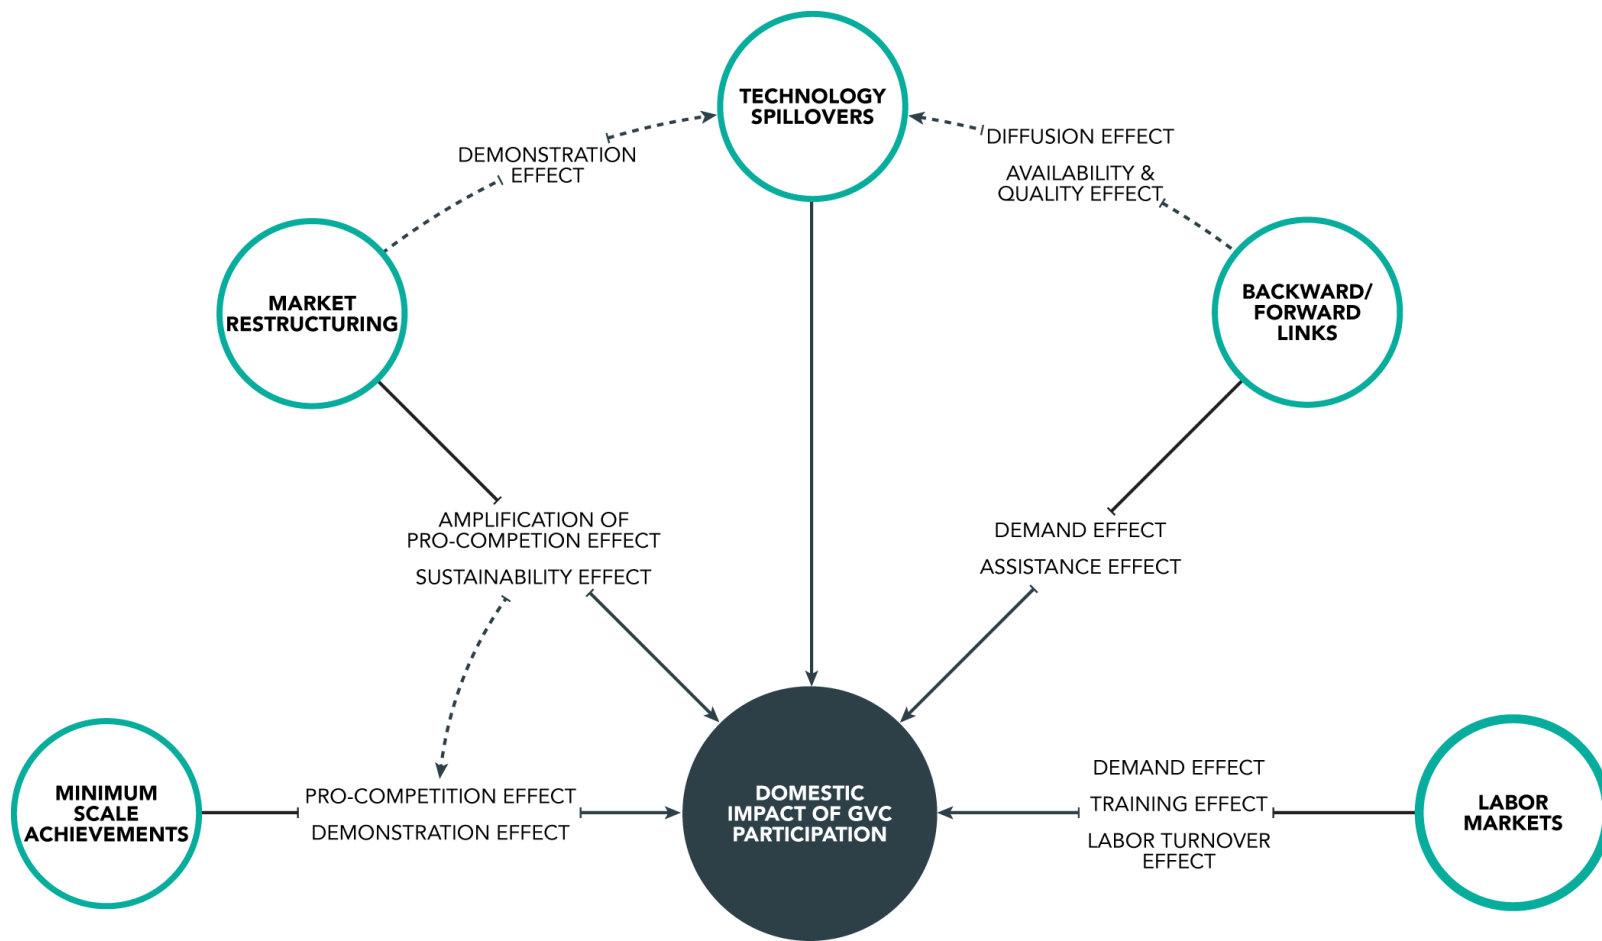 TECHNOLOGY
SPILLOVERS
DEMONSTRATION
EFFECT
DIFFUSION EFFECT
AVAILABILITY &
QUALITY EFFECT
MARKET
RESTRUCTURING
BACKWARD/
FORWARD
LINKS
AMPLIFICATION OF
PRO-COMPETION EFFECT
SUSTAINABILITY EFFECT
DEMAND EFFECT
ASSISTANCE EFFECT
MINIMUM
SCALE
ACHIEVEMENTS
PRO-COMPETITION EFFECT
DEMONSTRATION EFFECT
DOMESTIC
IMPACT OF GVC
PARTICIPATION
DEMAND EFFECT
TRAINING EFFECT
LABOR TURNOVER
EFFECT
LABOR
MARKETS